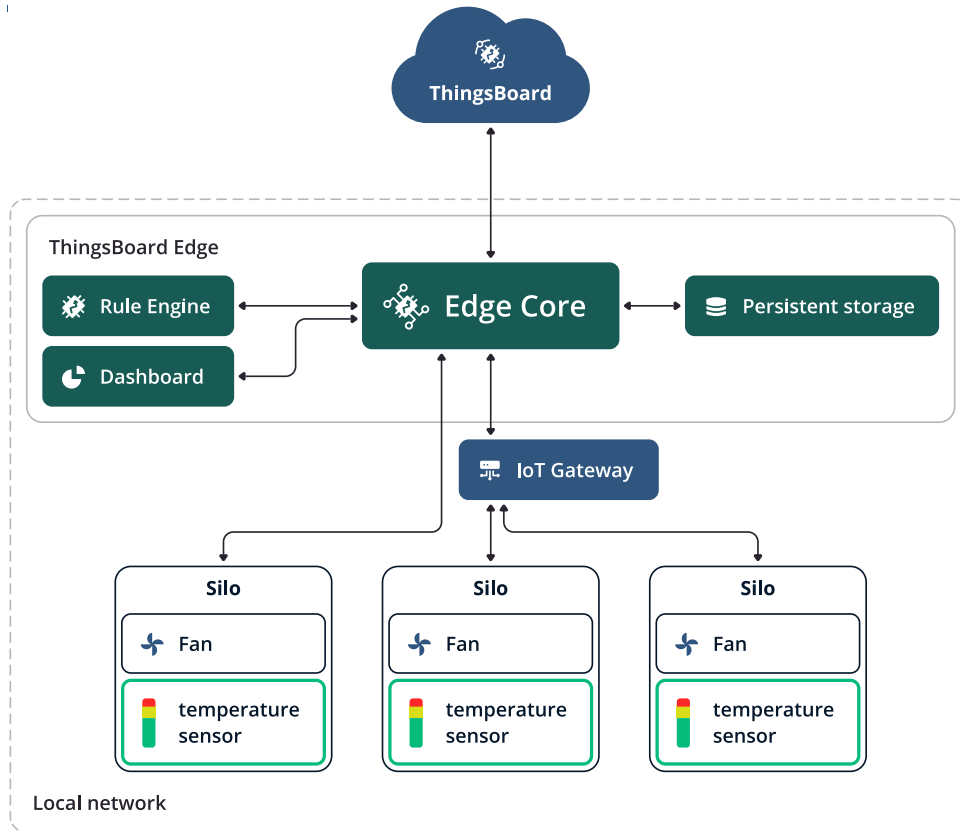 ThingsBoard
ThingsBoard Edge
Rule Engine
Edge Core
Persistent storage
Dashboard
IoT Gateway
Silo
Fan
temperature
sensor
Silo
Fan
temperature
sensor
Silo
Fan
temperature
sensor
Local network